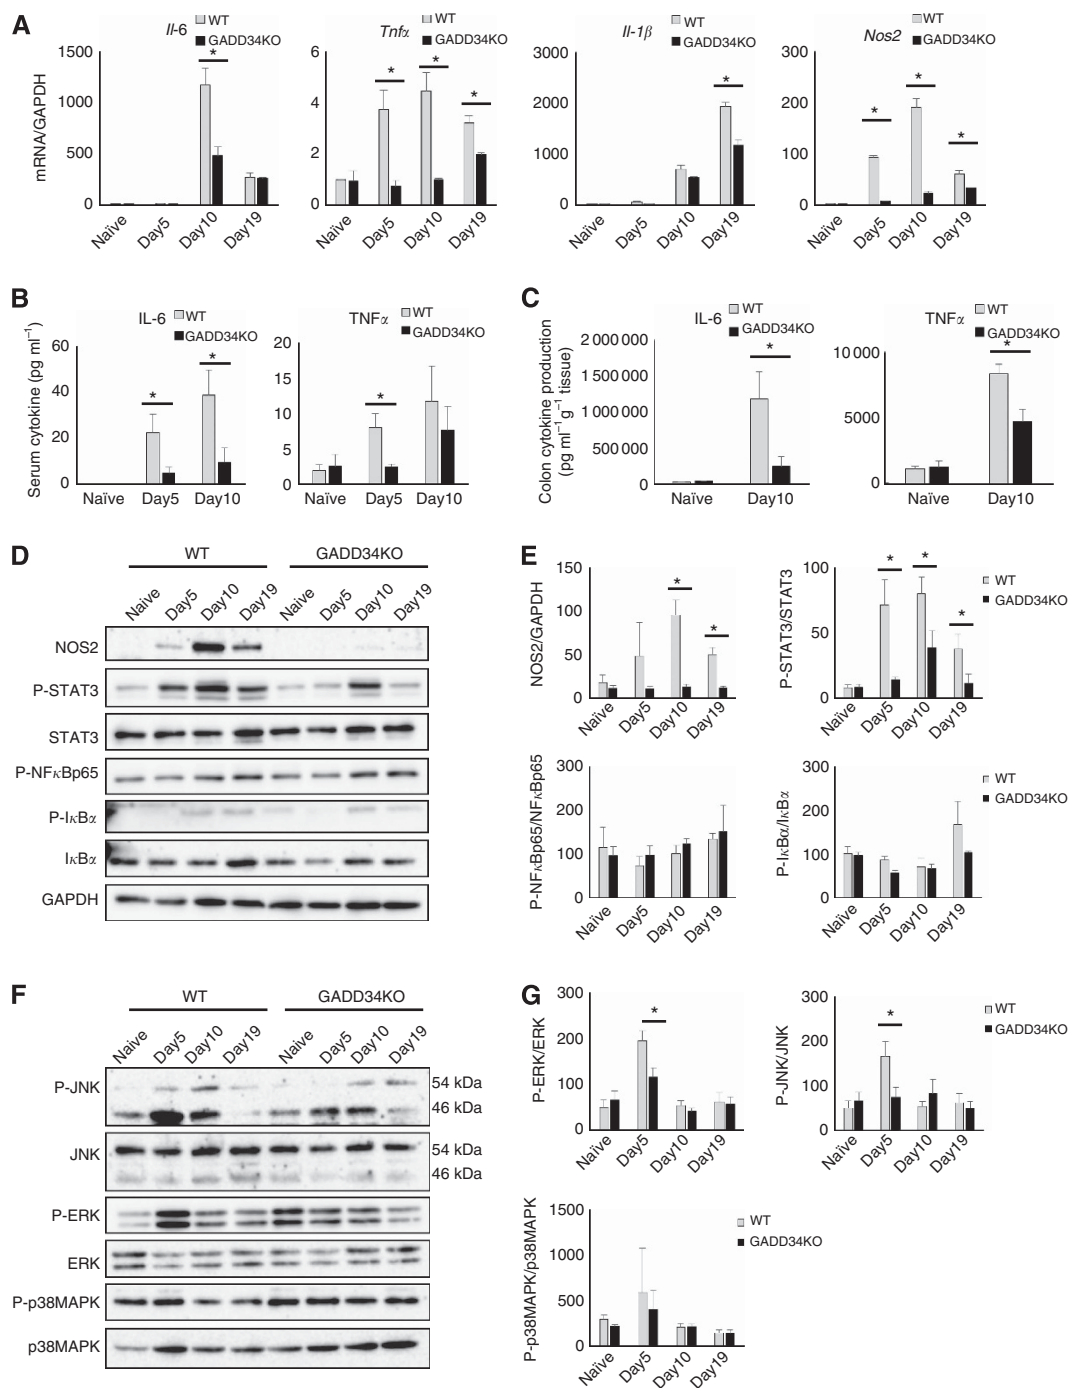 A
Il-6
WT
GADD34KO
Tnfα
WT
GADD34KO
Il-1β
WT
GADD34KO
Nos2
WT
GADD34KO
mRNA/GAPDH
1500
1000
500
0
*
Naïve
Day5
Day10
Day19
6
4
2
0
*
*
*
Naïve
Day5
Day10
Day19
3000
2000
1000
0
*
Naïve
Day5
Day10
Day19
300
200
100
0
*
*
*
Naïve
Day5
Day10
Day19
B
IL-6
WT
GADD34KO
Serum cytokine (pg ml⁻¹)
60
40
20
0
*
*
Naïve
Day5
Day10
TNFα
WT
GADD34KO
20
15
10
5
0
*
Naïve
Day5
Day10
C
IL-6
WT
GADD34KO
Colon cytokine production
(pg ml⁻¹ g⁻¹ tissue)
2 000 000
1 500 000
1 000 000
500 000
0
*
Naïve
Day10
TNFα
WT
GADD34KO
10 000
5000
0
*
Naïve
Day10
D
WT
GADD34KO
Naive
Day5
Day10
Day19
Naive
Day5
Day10
Day19
NOS2
P-STAT3
STAT3
P-NFκBp65
P-IκBα
IκBα
GAPDH
E
NOS2/GAPDH
150
100
50
0
*
*
Naïve
Day5
Day10
Day19
P-STAT3/STAT3
100
50
0
*
*
*
WT
GADD34KO
Naïve
Day5
Day10
Day19
P-NFκBp65/NFκBp65
300
200
100
0
Naïve
Day5
Day10
Day19
P-IκBα/IκBα
300
200
100
0
WT
GADD34KO
Naïve
Day5
Day10
Day19
F
WT
GADD34KO
Naive
Day5
Day10
Day19
Naive
Day5
Day10
Day19
P-JNK
54 kDa
46 kDa
JNK
54 kDa
46 kDa
P-ERK
ERK
P-p38MAPK
p38MAPK
G
P-ERK/ERK
300
200
100
0
*
Naïve
Day5
Day10
Day19
P-JNK/JNK
300
200
100
0
*
WT
GADD34KO
Naïve
Day5
Day10
Day19
P-p38MAPK/p38MAPK
1500
1000
500
0
WT
GADD34KO
Naïve
Day5
Day10
Day19